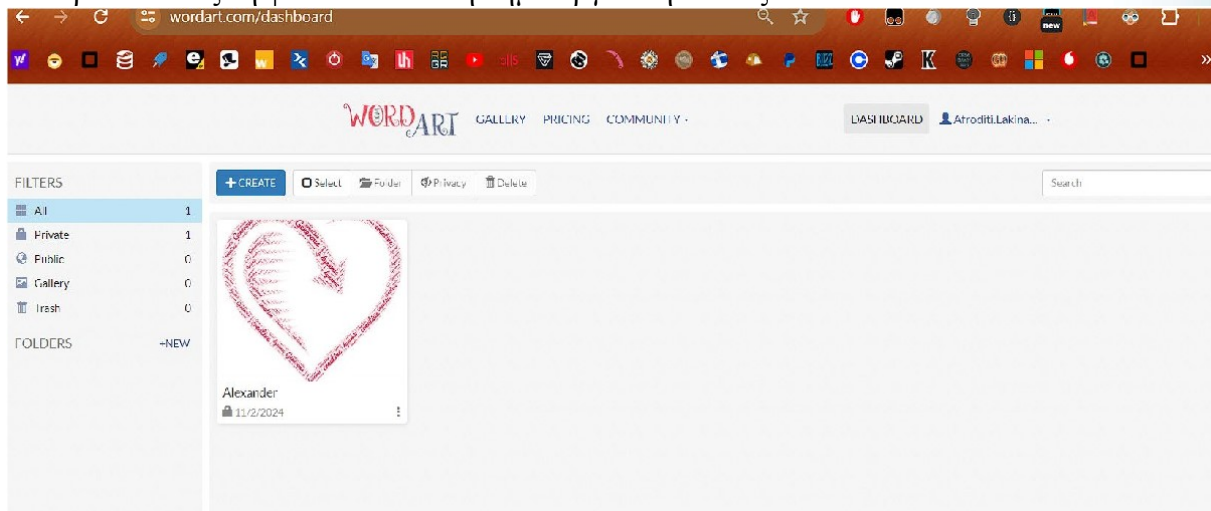 wordart.com/dashboard
new
WORDART GALLERY PRICING COMMUNITY DASHBOARD Afroditi.Lakina...
FILTERS
+ CREATE Select Folder Privacy Delete Search
All 1
Private 1
Public 0
Gallery 0
Trash 0
FOLDERS +NEW
Alexander
11/2/2024